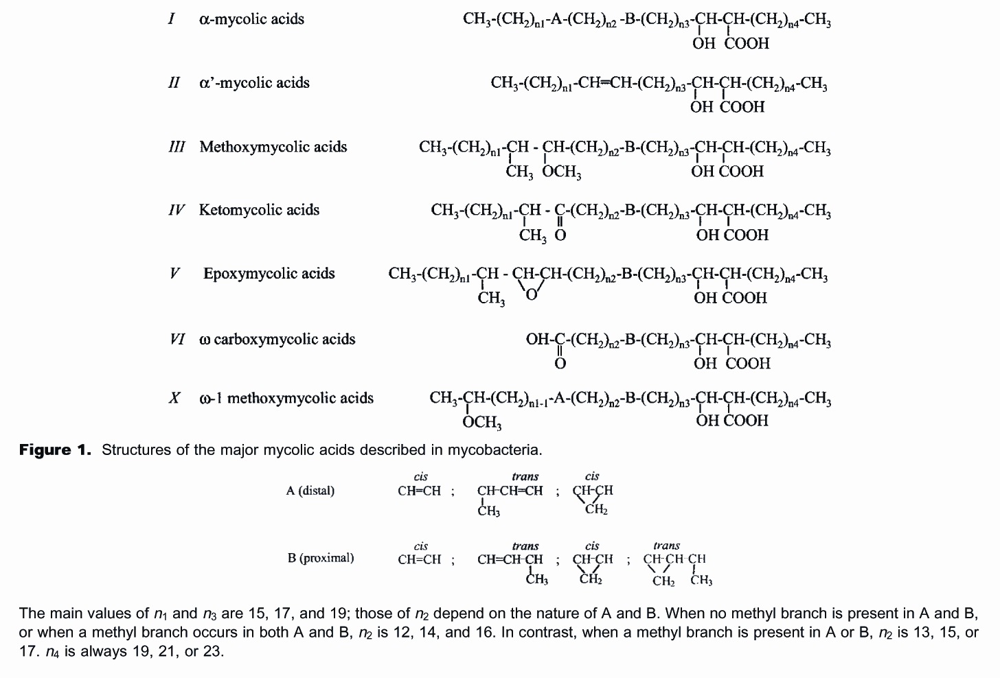 I α-mycolic acids CH3-(CH2)n1-A-(CH2)n2 -B-(CH2)n3-CH-CH-(CH2)n4-CH3
OH COOH
II α’-mycolic acids CH3-(CH2)n1-CH=CH-(CH2)n3-CH-CH-(CH2)n4-CH3
OH COOH
III Methoxymycolic acids CH3-(CH2)n1-CH - CH-(CH2)n2-B-(CH2)n3-CH-CH-(CH2)n4-CH3
CH3 OCH3 OH COOH
IV Ketomycolic acids CH3-(CH2)n1-CH - C-(CH2)n2-B-(CH2)n3-CH-CH-(CH2)n4-CH3
CH3 O OH COOH
V Epoxymycolic acids CH3-(CH2)n1-CH - CH-CH-(CH2)n2-B-(CH2)n3-CH-CH-(CH2)n4-CH3
CH3 O OH COOH
VI ω carboxymycolic acids OH-C-(CH2)n2-B-(CH2)n3-CH-CH-(CH2)n4-CH3
O OH COOH
X ω-1 methoxymycolic acids CH3-CH-(CH2)n1-1-A-(CH2)n2-B-(CH2)n3-CH-CH-(CH2)n4-CH3
OCH3 OH COOH
Figure 1. Structures of the major mycolic acids described in mycobacteria.
cis trans cis
A (distal) CH=CH ; CH-CH=CH ; CH-CH
CH3 CH2
cis trans cis trans
B (proximal) CH=CH ; CH=CH-CH ; CH-CH ; CH-CH-CH
CH3 CH2 CH2 CH3
The main values of n1 and n3 are 15, 17, and 19; those of n2 depend on the nature of A and B. When no methyl branch is present in A and B,
or when a methyl branch occurs in both A and B, n2 is 12, 14, and 16. In contrast, when a methyl branch is present in A or B, n2 is 13, 15, or
17. n4 is always 19, 21, or 23.